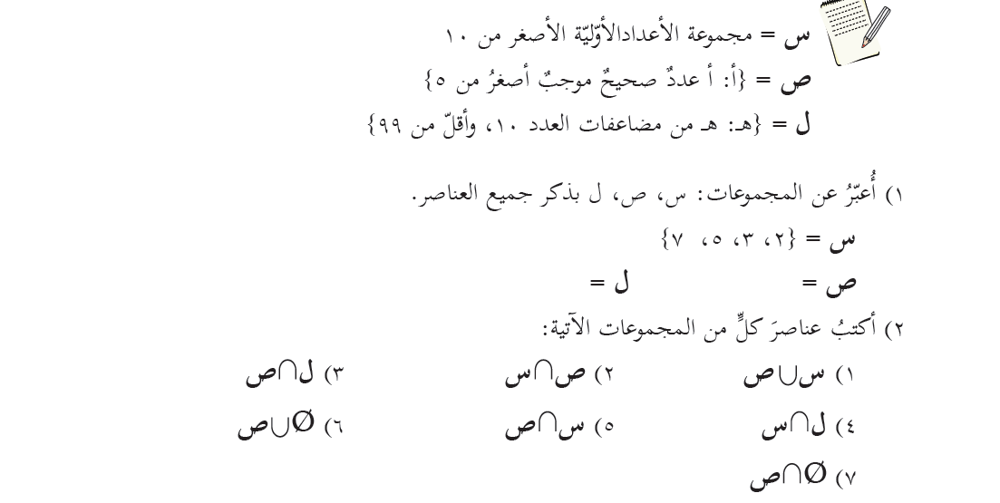 س = مجموعة الأعدادالأوّليّة الأصغر من ١٠
ص = {أ: أ عددٌ صحيحٌ موجبٌ أصغرُ من ٥}
ل = {هـ: هـ من مضاعفات العدد ١٠، وأقلّ من ٩٩}
١) أُعبّرُ عن المجموعات: س، ص، ل بذكر جميع العناصر.
س = {٢، ٣، ٥، ٧}
ص = ل =
٢) أكتبُ عناصرَ كلٍّ من المجموعات الآتية:
١) س∪ص ٢) ص∩س ٣) ل∩ص
٤) ل∩س ٥) س∩ص ٦) Ø∪ص
٧) Ø∩ص